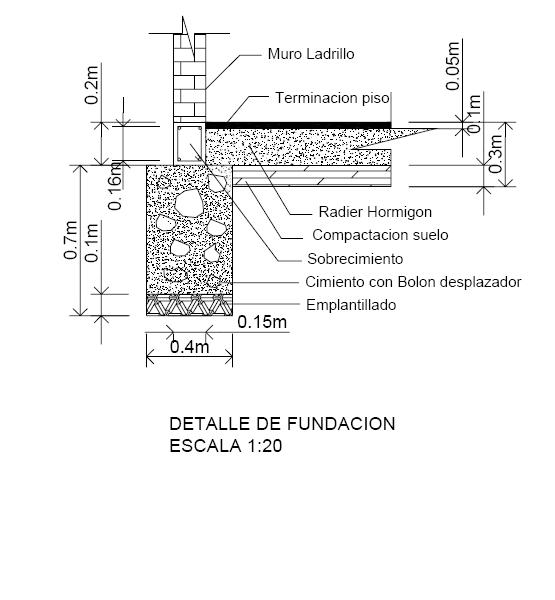 Muro Ladrillo
0.05m
0.2m
Terminacion piso
0.1m
0.3m
0.16m
Radier Hormigon
Compactacion suelo
0.7m
0.1m
Sobrecimiento
Cimiento con Bolon desplazador
Emplantillado
0.15m
0.4m
DETALLE DE FUNDACION
ESCALA 1:20